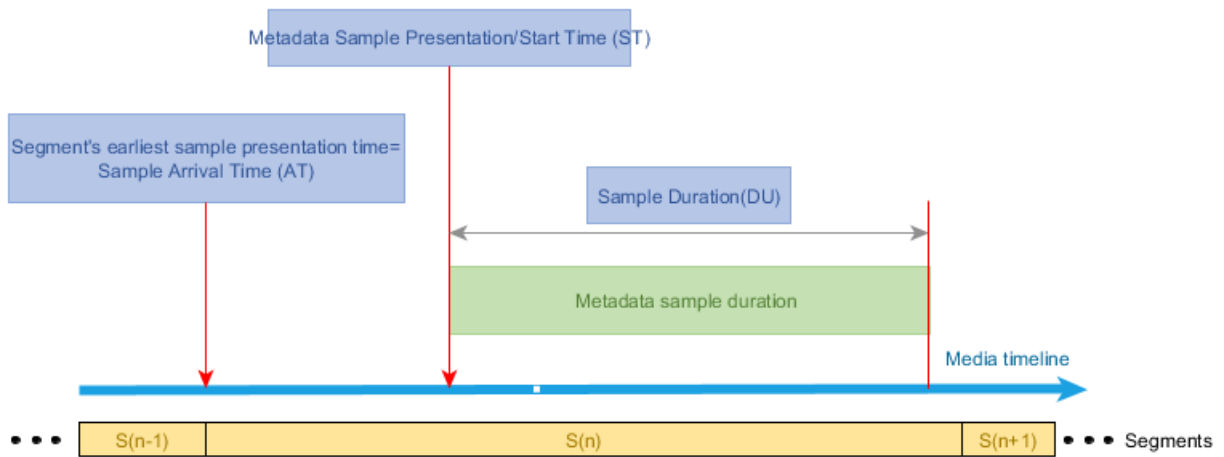 Metadata Sample Presentation/Start Time (ST)
Segment's earliest sample presentation time=
Sample Arrival Time (AT)
Sample Duration(DU)
Metadata sample duration
Media timeline
S(n-1)
S(n)
S(n+1)
Segments